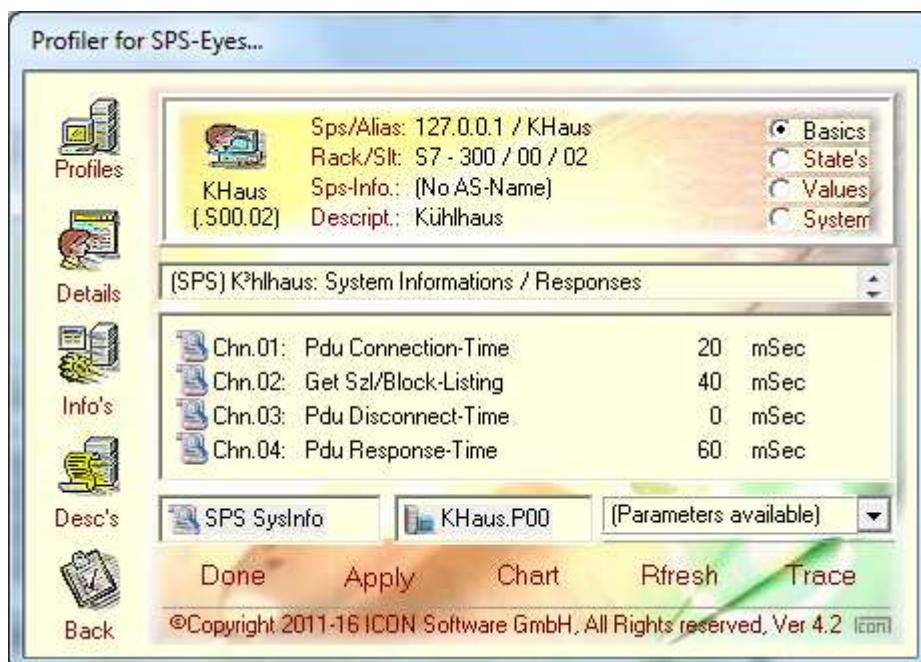 Profiler for SPS-Eyes...
Profiles
Details
Info's
Desc's
Back
KHaus
(.S00.02)
Sps/Alias: 127.0.0.1 / KHaus
Rack/Slt: S7 - 300 / 00 / 02
Sps-Info.: (No AS-Name)
Descript.: Kühlhaus
Basics
State's
Values
System
(SPS) K³hlhaus: System Informations / Responses
Chn.01: Pdu Connection-Time 20 mSec
Chn.02: Get Szl/Block-Listing 40 mSec
Chn.03: Pdu Disconnect-Time 0 mSec
Chn.04: Pdu Response-Time 60 mSec
SPS SysInfo
KHaus.P00
(Parameters available)
Done Apply Chart Rfresh Trace
©Copyright 2011-16 ICON Software GmbH, All Rights reserved, Ver 4.2 Icon